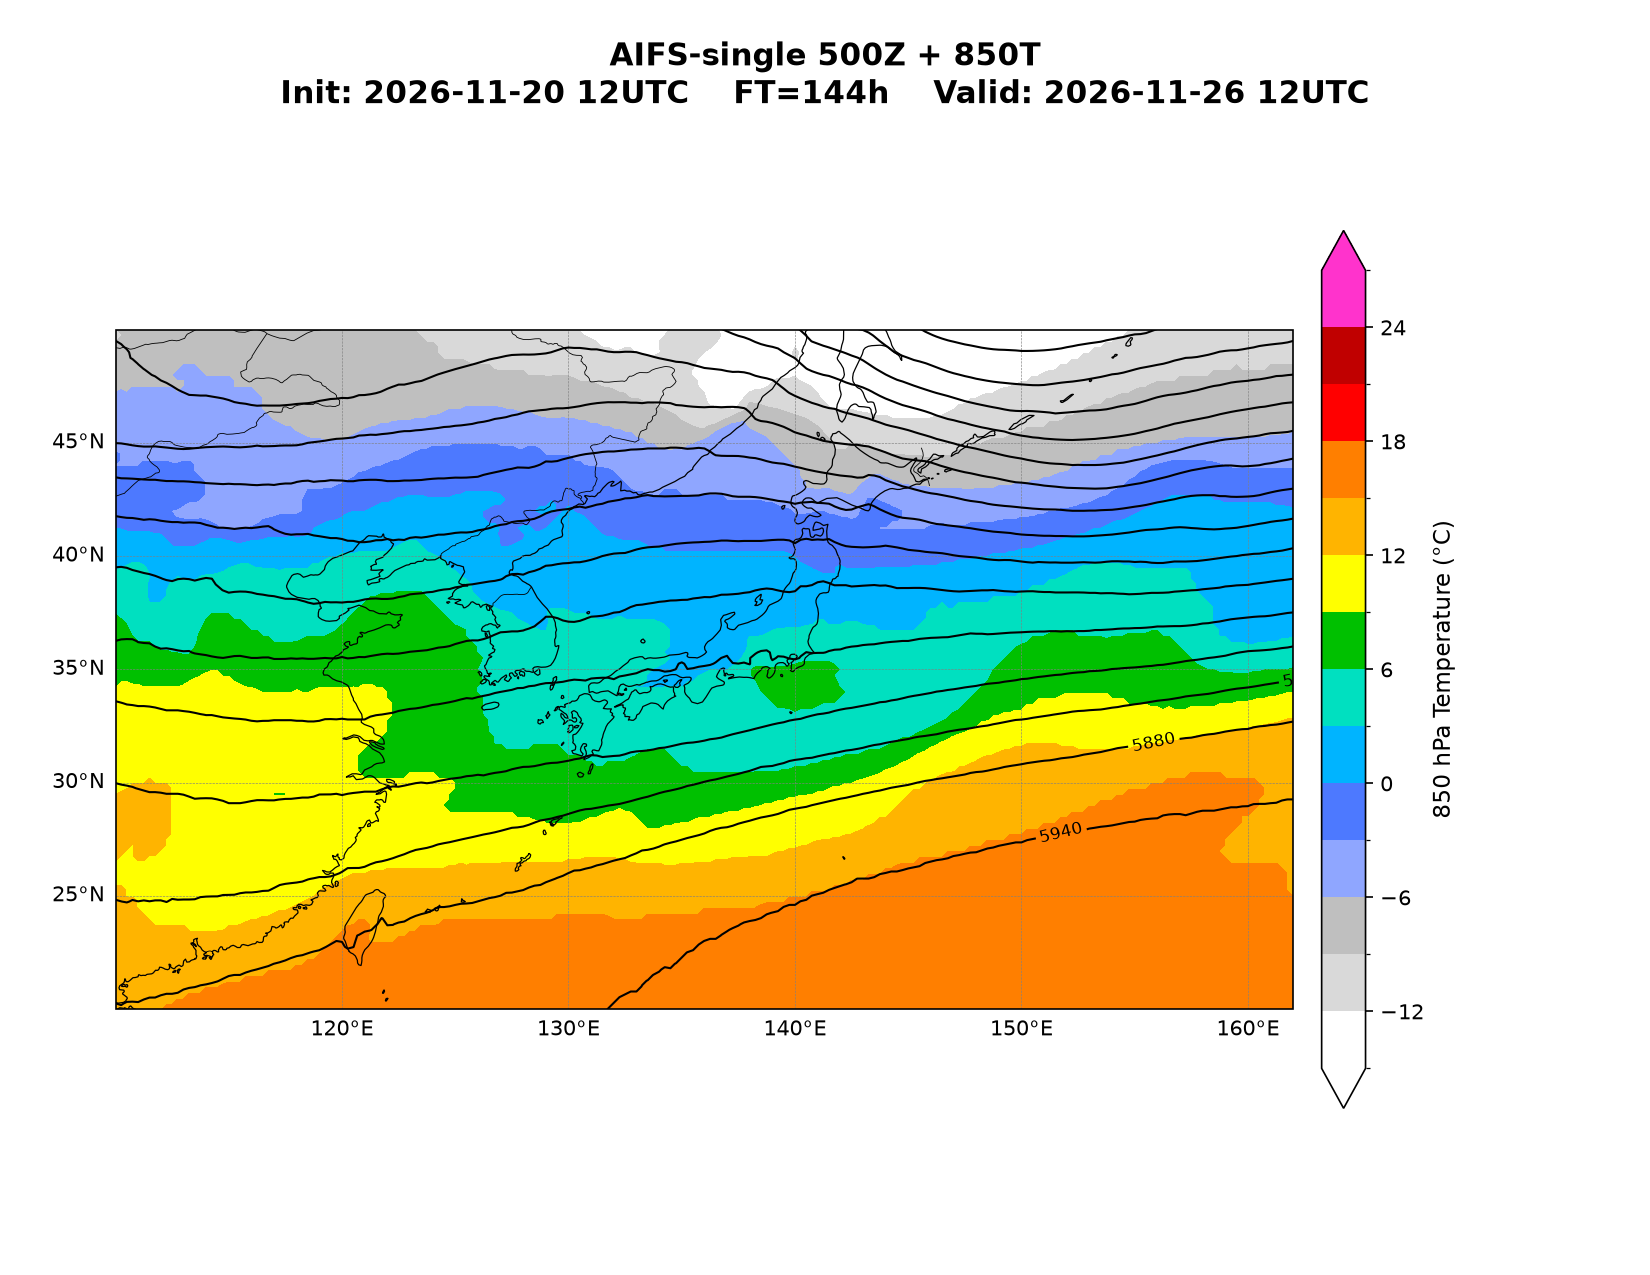 AIFS-single 500Z + 850T
Init: 2026-11-20 12UTC    FT=144h    Valid: 2026-11-26 12UTC
24
18
12
6
0
−6
−12
850 hPa Temperature (°C)
45°N
40°N
35°N
30°N
25°N
5
5880
5940
120°E
130°E
140°E
150°E
160°E